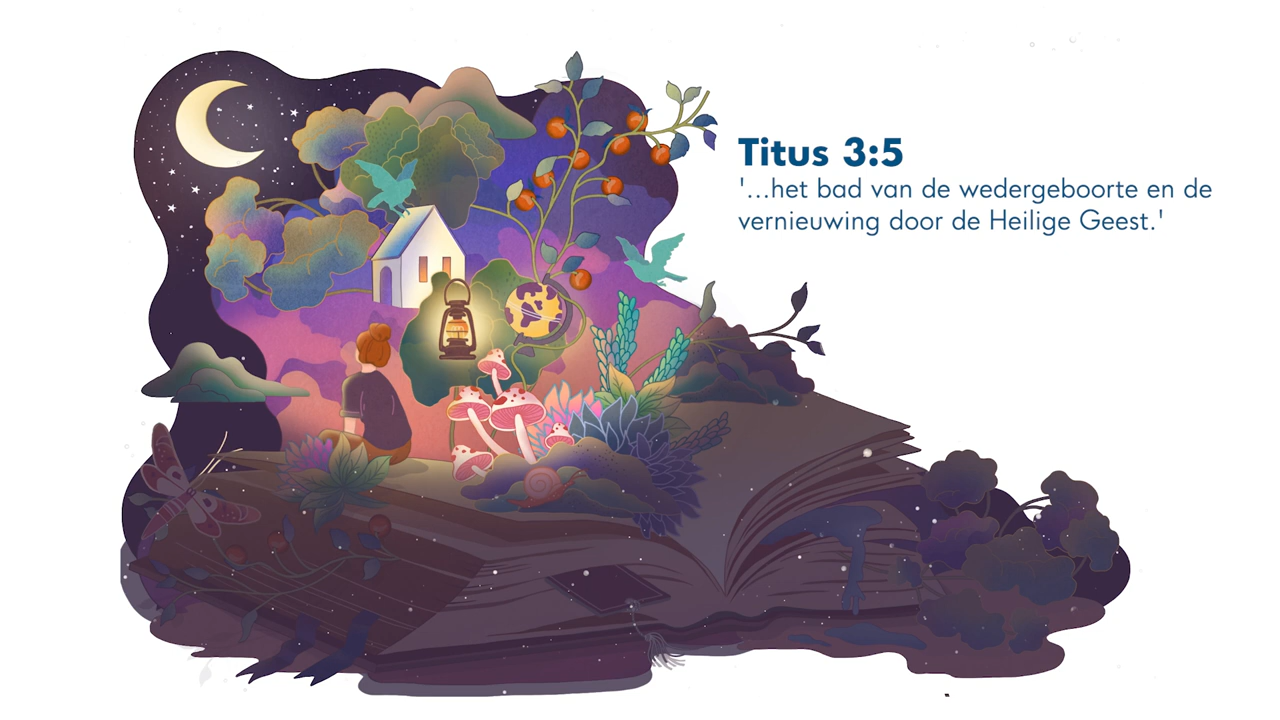 Titus 3:5
'...het bad van de wedergeboorte en de
vernieuwing door de Heilige Geest.'